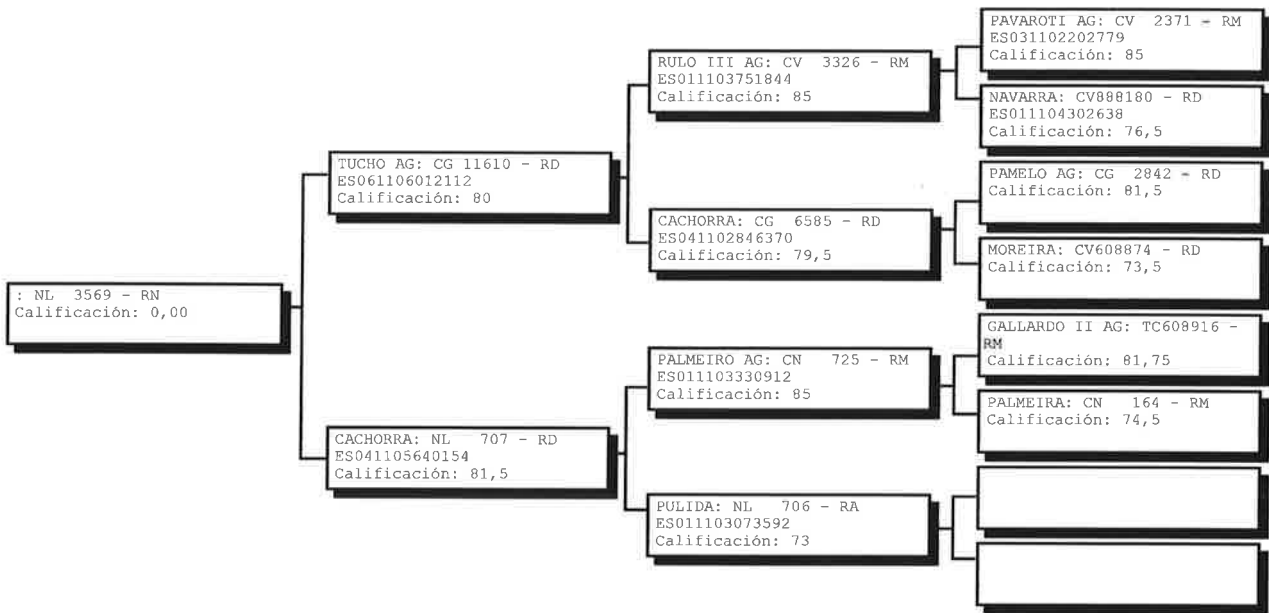 : NL 3569 - RN
Calificación: 0,00
TUCHO AG: CG 11610 - RD
ES061106012112
Calificación: 80
CACHORRA: NL 707 - RD
ES041105640154
Calificación: 81,5
RULO III AG: CV 3326 - RM
ES011103751844
Calificación: 85
CACHORRA: CG 6585 - RD
ES041102846370
Calificación: 79,5
PALMEIRO AG: CN 725 - RM
ES011103330912
Calificación: 85
PULIDA: NL 706 - RA
ES011103073592
Calificación: 73
PAVAROTI AG: CV 2371 - RM
ES031102202779
Calificación: 85
NAVARRA: CV888180 - RD
ES011104302638
Calificación: 76,5
PAMELO AG: CG 2842 - RD
Calificación: 81,5
MOREIRA: CV608874 - RD
Calificación: 73,5
GALLARDO II AG: TC608916 -
RM
Calificación: 81,75
PALMEIRA: CN 164 - RM
Calificación: 74,5